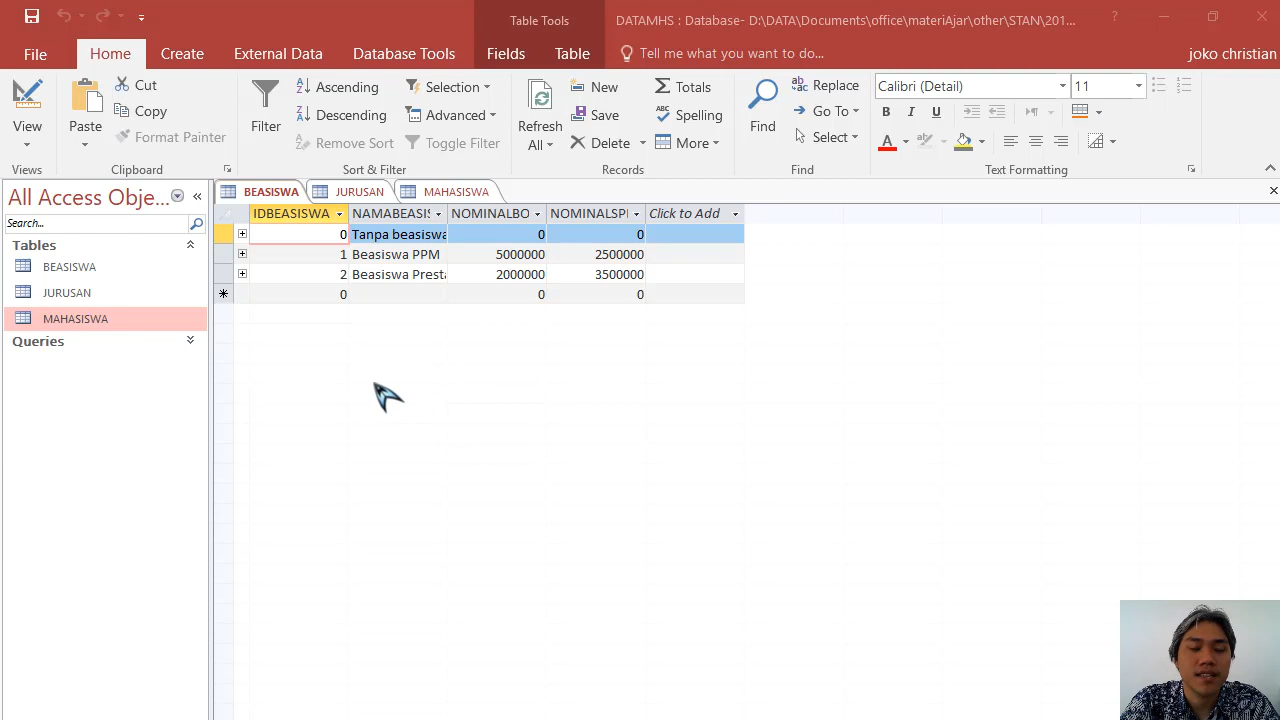 Table Tools
DATAMHS : Database- D:\DATA\Documents\office\materiAjar\other\STAN\201...
File Home Create External Data Database Tools Fields Table Tell me what you want to do... joko christian
View
Views
Paste
Cut
Copy
Format Painter
Clipboard
Filter
Ascending
Descending
Remove Sort
Selection
Advanced
Toggle Filter
Sort & Filter
Refresh
All
New
Save
Delete
Totals
Spelling
More
Records
Find
Replace
Go To
Select
Find
Calibri (Detail) 11
B I U
Text Formatting
All Access Obje...
Search...
Tables
BEASISWA
JURUSAN
MAHASISWA
Queries
BEASISWA JURUSAN MAHASISWA
IDBEASISWA NAMABEASIS NOMINALBO NOMINALSPI Click to Add
0 Tanpa beasiswa 0 0
1 Beasiswa PPM 5000000 2500000
2 Beasiswa Presta 2000000 3500000
0 0 0